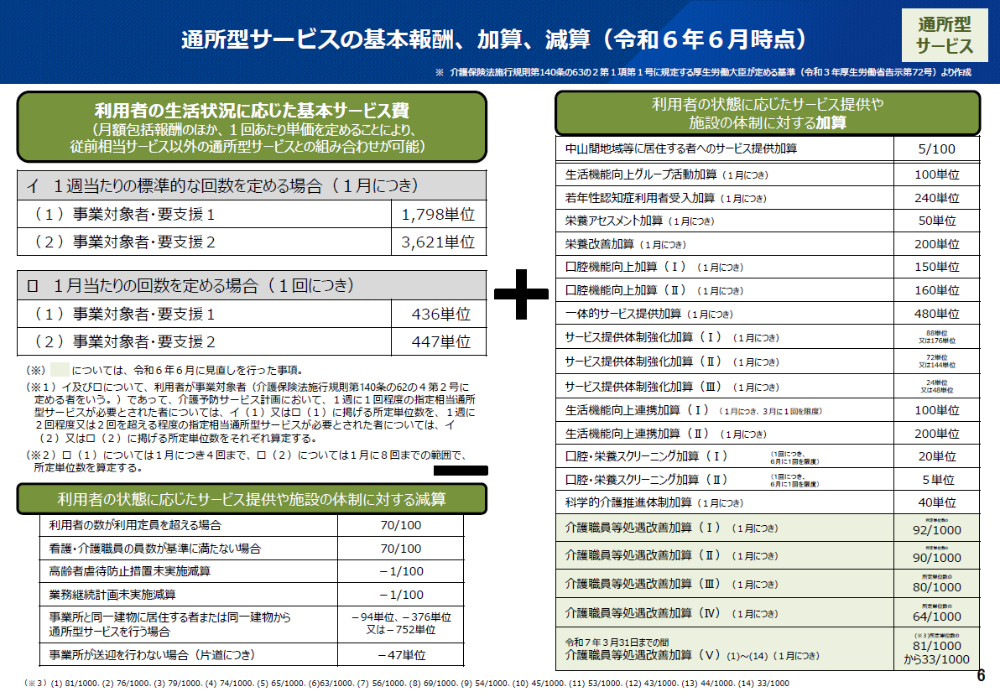 通所型サービスの基本報酬、加算、減算（令和６年６月時点）
通所型
サービス
※ 介護保険法施行規則第140条の63の２第１項第１号に規定する厚生労働大臣が定める基準（令和３年厚生労働省告示第72号）より作成
利用者の生活状況に応じた基本サービス費
（月額包括報酬のほか、１回あたり単価を定めることにより、
従前相当サービス以外の通所型サービスとの組み合わせが可能）
イ １週当たりの標準的な回数を定める場合（１月につき）
（１）事業対象者・要支援１ 1,798単位
（２）事業対象者・要支援２ 3,621単位
ロ １月当たりの回数を定める場合（１回につき）
（１）事業対象者・要支援１ 436単位
（２）事業対象者・要支援２ 447単位
（※） については、令和６年６月に見直しを行った事項。
（※１）イ及びロについて、利用者が事業対象者（介護保険法施行規則第140条の62の４第２号に
定める者をいう。）であって、介護予防サービス計画において、１週に１回程度の指定相当通所
型サービスが必要とされた者については、イ（１）又はロ（１）に掲げる所定単位数を、１週に
２回程度又は２回を超える程度の指定相当通所型サービスが必要とされた者については、イ
（２）又はロ（２）に掲げる所定単位数をそれぞれ算定する。
（※２）ロ（１）については１月につき４回まで、ロ（２）については１月に８回までの範囲で、
所定単位数を算定する。
利用者の状態に応じたサービス提供や施設の体制に対する減算
利用者の数が利用定員を超える場合 70/100
看護・介護職員の員数が基準に満たない場合 70/100
高齢者虐待防止措置未実施減算 －1/100
業務継続計画未実施減算 －1/100
事業所と同一建物に居住する者または同一建物から
通所型サービスを行う場合
－94単位、－376単位
又は－752単位
事業所が送迎を行わない場合（片道につき） －47単位
利用者の状態に応じたサービス提供や
施設の体制に対する加算
中山間地域等に居住する者へのサービス提供加算 5/100
生活機能向上グループ活動加算（１月につき） 100単位
若年性認知症利用者受入加算（１月につき） 240単位
栄養アセスメント加算（１月につき） 50単位
栄養改善加算（１月につき） 200単位
口腔機能向上加算（Ⅰ）（１月につき） 150単位
口腔機能向上加算（Ⅱ）（１月につき） 160単位
一体的サービス提供加算（１月につき） 480単位
サービス提供体制強化加算（Ⅰ）（１月につき） 88単位
又は176単位
サービス提供体制強化加算（Ⅱ）（１月につき） 72単位
又は144単位
サービス提供体制強化加算（Ⅲ）（１月につき） 24単位
又は48単位
生活機能向上連携加算（Ⅰ）（１月につき、３月に１回を限度） 100単位
生活機能向上連携加算（Ⅱ）（１月につき） 200単位
口腔・栄養スクリーニング加算（Ⅰ）（1回につき、
６月に1回を限度） 20単位
口腔・栄養スクリーニング加算（Ⅱ）（1回につき、
６月に1回を限度） ５単位
科学的介護推進体制加算（１月につき） 40単位
介護職員等処遇改善加算（Ⅰ）（１月につき） 所定単位数の
92/1000
介護職員等処遇改善加算（Ⅱ）（１月につき） 所定単位数の
90/1000
介護職員等処遇改善加算（Ⅲ）（１月につき） 所定単位数の
80/1000
介護職員等処遇改善加算（Ⅳ）（１月につき） 所定単位数の
64/1000
令和７年３月31日までの間
介護職員等処遇改善加算（Ⅴ）(1)～(14)（１月につき）
(※３)所定単位数の
81/1000
から33/1000
（※３）(1) 81/1000、(2) 76/1000、(3) 79/1000、(4) 74/1000、(5) 65/1000、(6)63/1000、(7) 56/1000、(8) 69/1000、(9) 54/1000、(10) 45/1000、(11) 53/1000、(12) 43/1000、(13) 44/1000、(14) 33/1000
6